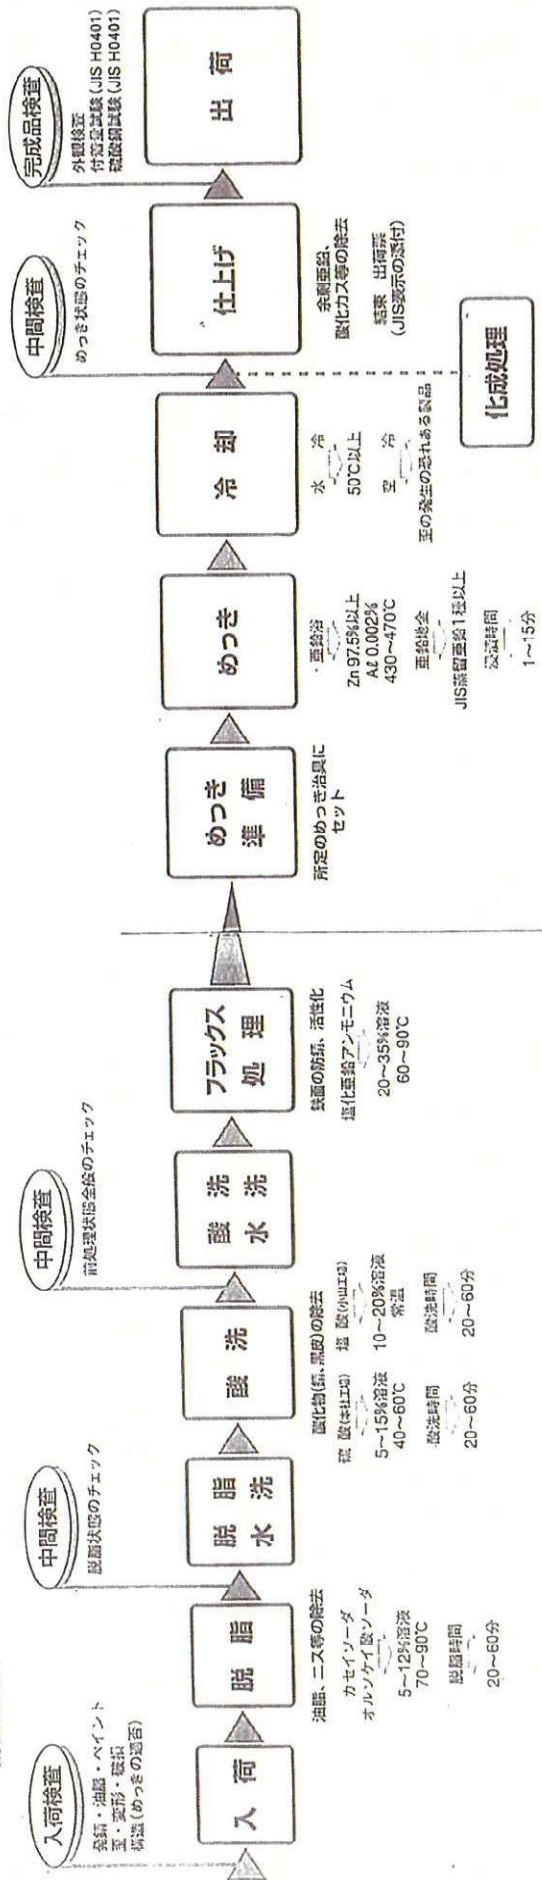 入荷検査
発錆・油脂・ペイント
歪・変形・破損
構造(めっきの適否)
入荷
脱脂
油脂、ニス等の除去
カセイソーダ
オルソケイ酸ソーダ
5〜12%溶液
70〜90℃
脱脂時間
20〜60分
中間検査
脱脂状態のチェック
脱脂
水洗
酸洗
酸化物(錆、黒皮)の除去
硫酸(本社工場)
5〜15%溶液
40〜60℃
酸洗時間
20〜60分
塩酸(小山工場)
10〜20%溶液
常温
酸洗時間
20〜60分
中間検査
前処理状態全般のチェック
酸洗
水洗
フラックス
処理
鉄面の防錆、活性化
塩化亜鉛アンモニウム
20〜35%溶液
60〜90℃
めっき
準備
所定のめっき治具に
セット
めっき
・亜鉛浴
Zn 97.5%以上
Aℓ 0.002%
430〜470℃
亜鉛地金
JIS蒸留亜鉛1種以上
浸漬時間
1〜15分
冷却
水冷
50℃以上
空冷
歪の発生の恐れある製品
中間検査
めっき状態のチェック
化成処理
仕上げ
余剰亜鉛、
酸化カス等の除去
結束 出荷票
(JIS表示の添付)
完成品検査
外観検査
付着量試験(JIS H0401)
硫酸銅試験(JIS H0401)
出荷